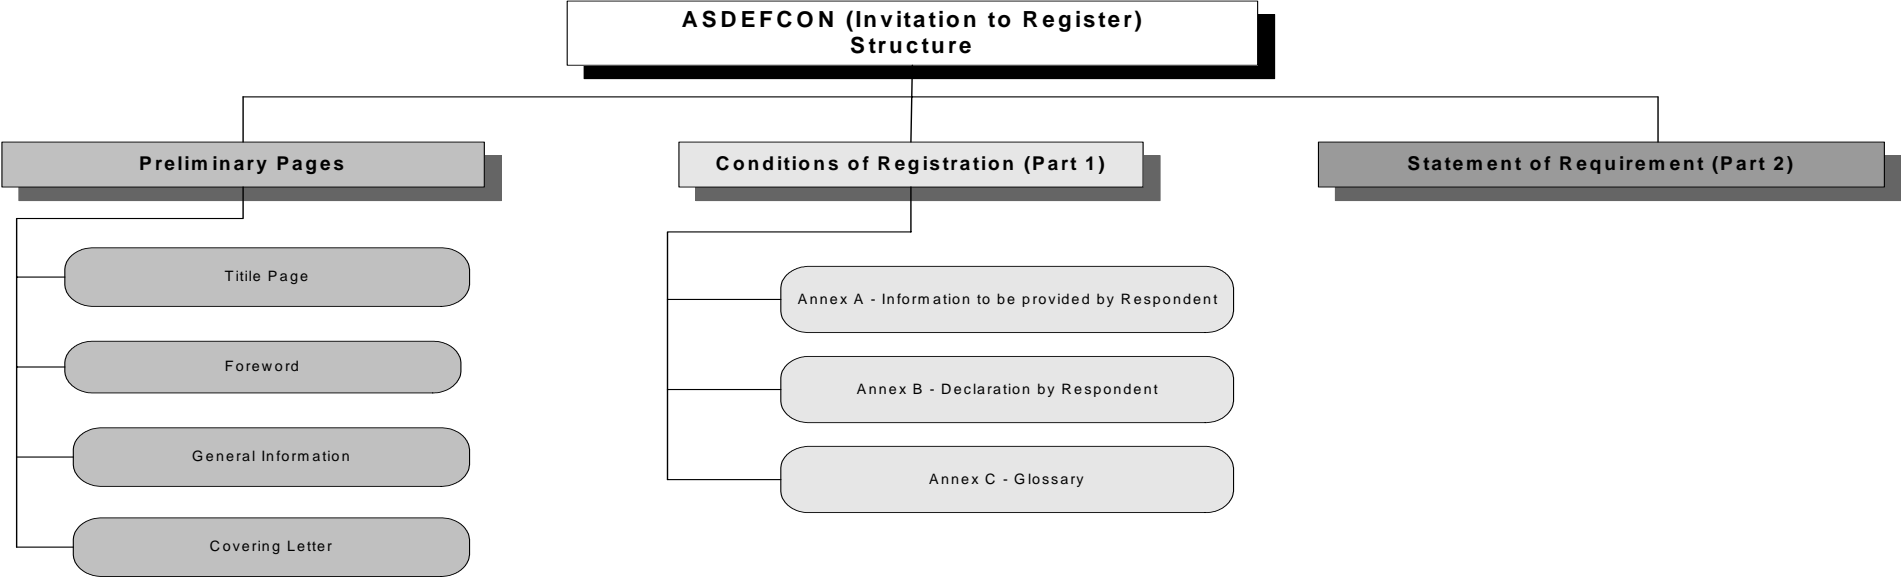 ASDEFCON (Invitation to Register)
Structure
Preliminary Pages
Conditions of Registration (Part 1)
Statement of Requirement (Part 2)
Titile Page
Foreword
General Information
Covering Letter
Annex A - Information to be provided by Respondent
Annex B - Declaration by Respondent
Annex C - Glossary